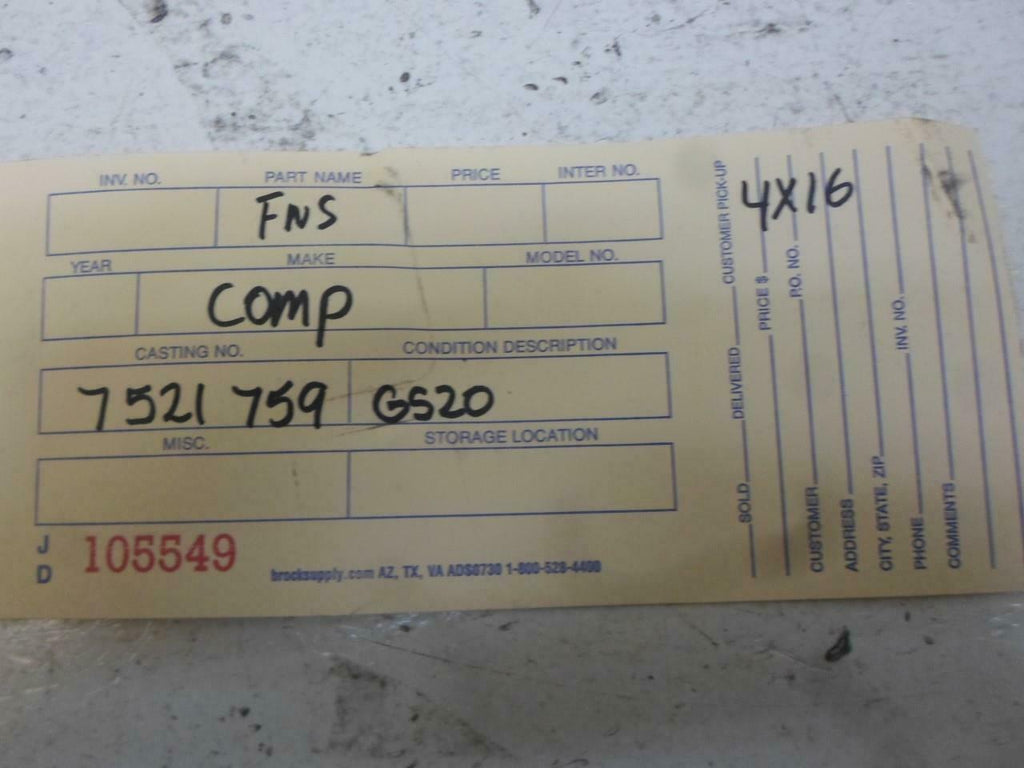 INV. NO. PART NAME PRICE INTER NO.
FNS
YEAR MAKE MODEL NO.
Comp
CASTING NO. CONDITION DESCRIPTION
7521 759 GS20
MISC. STORAGE LOCATION
J D 105549
brocksupply.com AZ, TX, VA ADS0730 1-800-528-4400
4X16
SOLD DELIVERED CUSTOMER PICK-UP
PRICE $
P.O. NO.
CUSTOMER
ADDRESS
CITY, STATE, ZIP
PHONE INV. NO.
COMMENTS